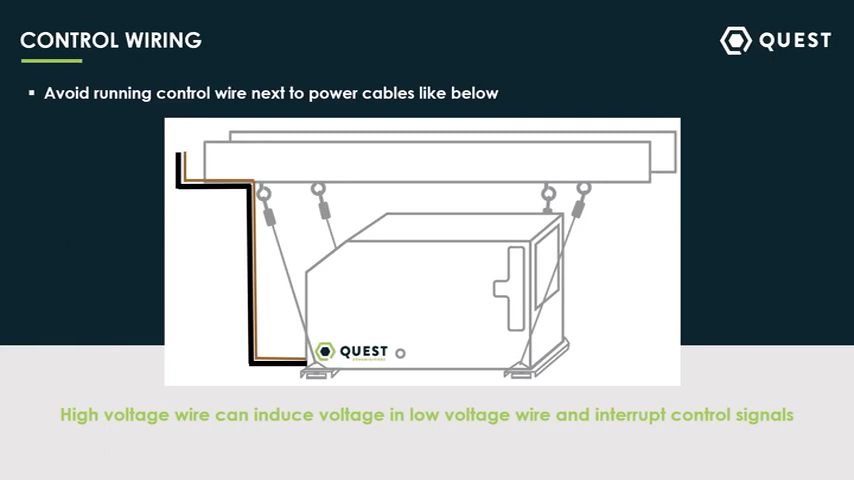 CONTROL WIRING
QUEST
▪ Avoid running control wire next to power cables like below
QUEST
High voltage wire can induce voltage in low voltage wire and interrupt control signals